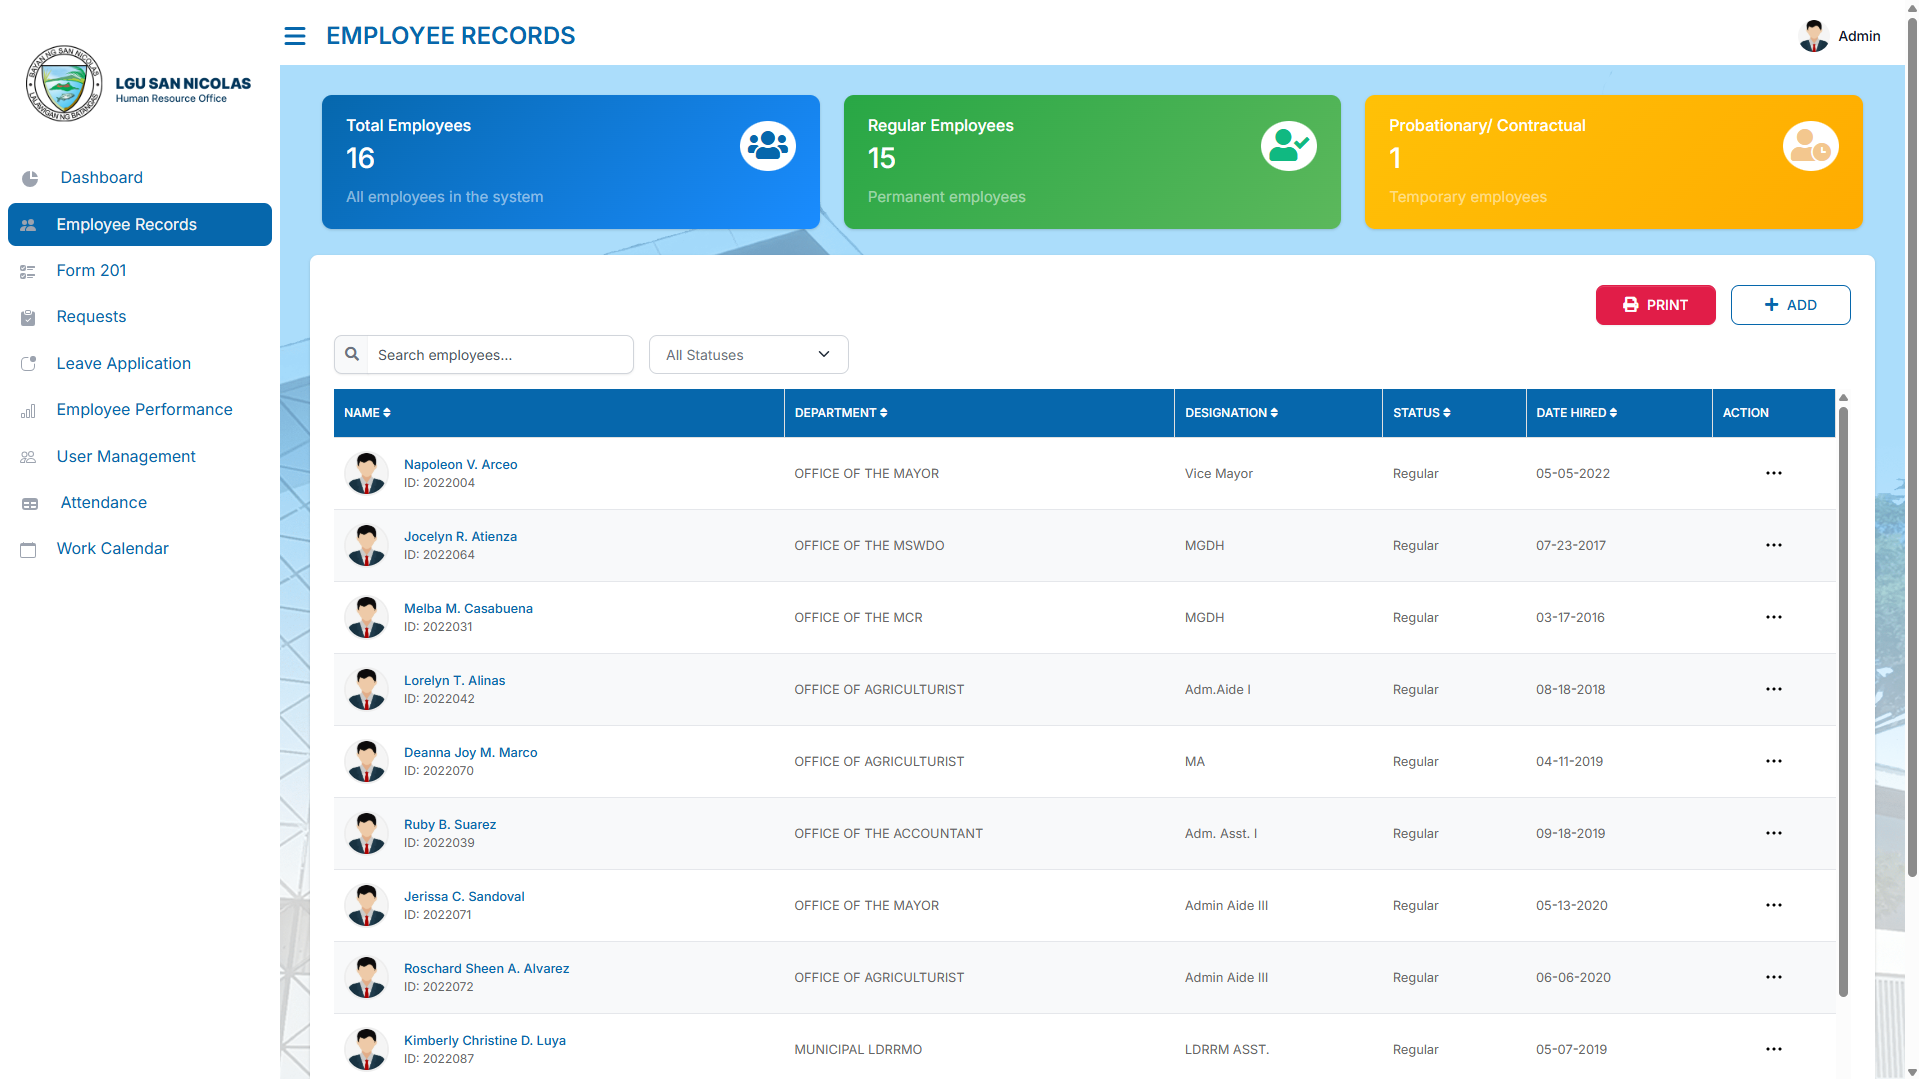 BAYAN NG SAN NICOLAS
LALAWIGAN NG BATANGAS
LGU SAN NICOLAS
Human Resource Office
Dashboard
Employee Records
Form 201
Requests
Leave Application
Employee Performance
User Management
Attendance
Work Calendar
EMPLOYEE RECORDS
Admin
Total Employees
16
All employees in the system
Regular Employees
15
Permanent employees
Probationary/ Contractual
1
Temporary employees
PRINT
ADD
Search employees...
All Statuses
NAME DEPARTMENT DESIGNATION STATUS DATE HIRED ACTION
Napoleon V. Arceo
ID: 2022004
OFFICE OF THE MAYOR Vice Mayor Regular 05-05-2022
Jocelyn R. Atienza
ID: 2022064
OFFICE OF THE MSWDO MGDH Regular 07-23-2017
Melba M. Casabuena
ID: 2022031
OFFICE OF THE MCR MGDH Regular 03-17-2016
Lorelyn T. Alinas
ID: 2022042
OFFICE OF AGRICULTURIST Adm.Aide I Regular 08-18-2018
Deanna Joy M. Marco
ID: 2022070
OFFICE OF AGRICULTURIST MA Regular 04-11-2019
Ruby B. Suarez
ID: 2022039
OFFICE OF THE ACCOUNTANT Adm. Asst. I Regular 09-18-2019
Jerissa C. Sandoval
ID: 2022071
OFFICE OF THE MAYOR Admin Aide III Regular 05-13-2020
Roschard Sheen A. Alvarez
ID: 2022072
OFFICE OF AGRICULTURIST Admin Aide III Regular 06-06-2020
Kimberly Christine D. Luya
ID: 2022087
MUNICIPAL LDRRMO LDRRM ASST. Regular 05-07-2019